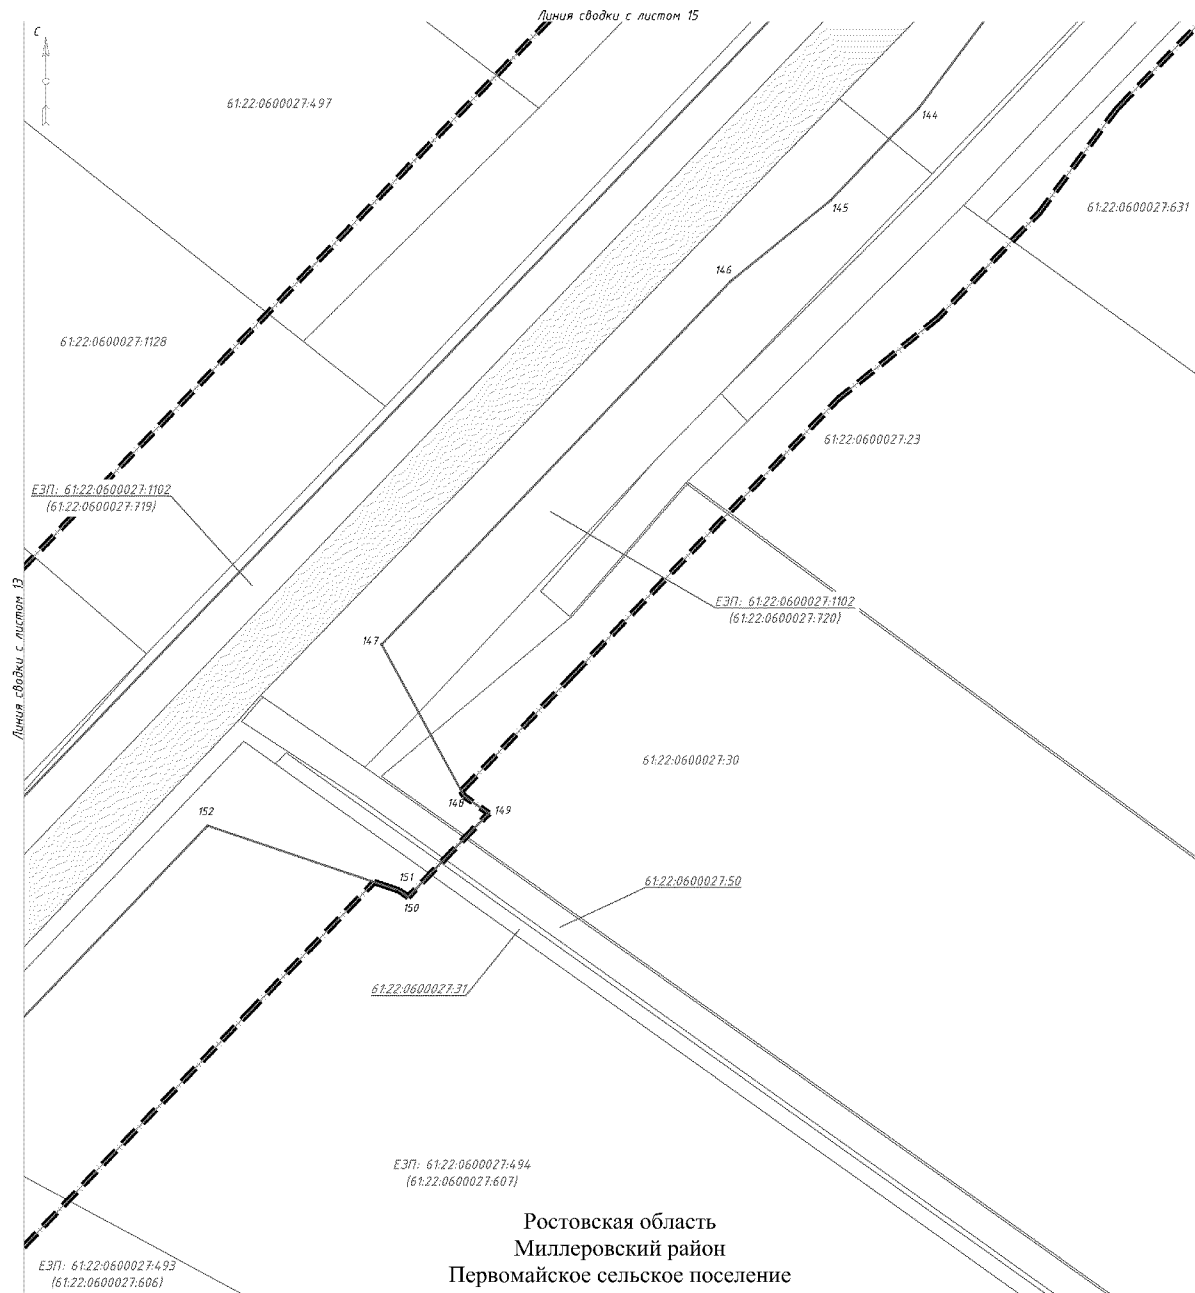 Линия сводки с листом 15
С
61:22:0600027:497
144
145
61:22:0600027:631
146
61:22:0600027:1128
61:22:0600027:23
ЕЗП: 61:22:0600027:1102
(61:22:0600027:719)
Линия сводки с листом 13
ЕЗП: 61:22:0600027:1102
(61:22:0600027:720)
147
61:22:0600027:30
148
149
152
151
150
61:22:0600027:50
61:22:0600027:31
ЕЗП: 61:22:0600027:494
(61:22:0600027:607)
Ростовская область
Миллеровский район
Первомайское сельское поселение
ЕЗП: 61:22:0600027:493
(61:22:0600027:606)